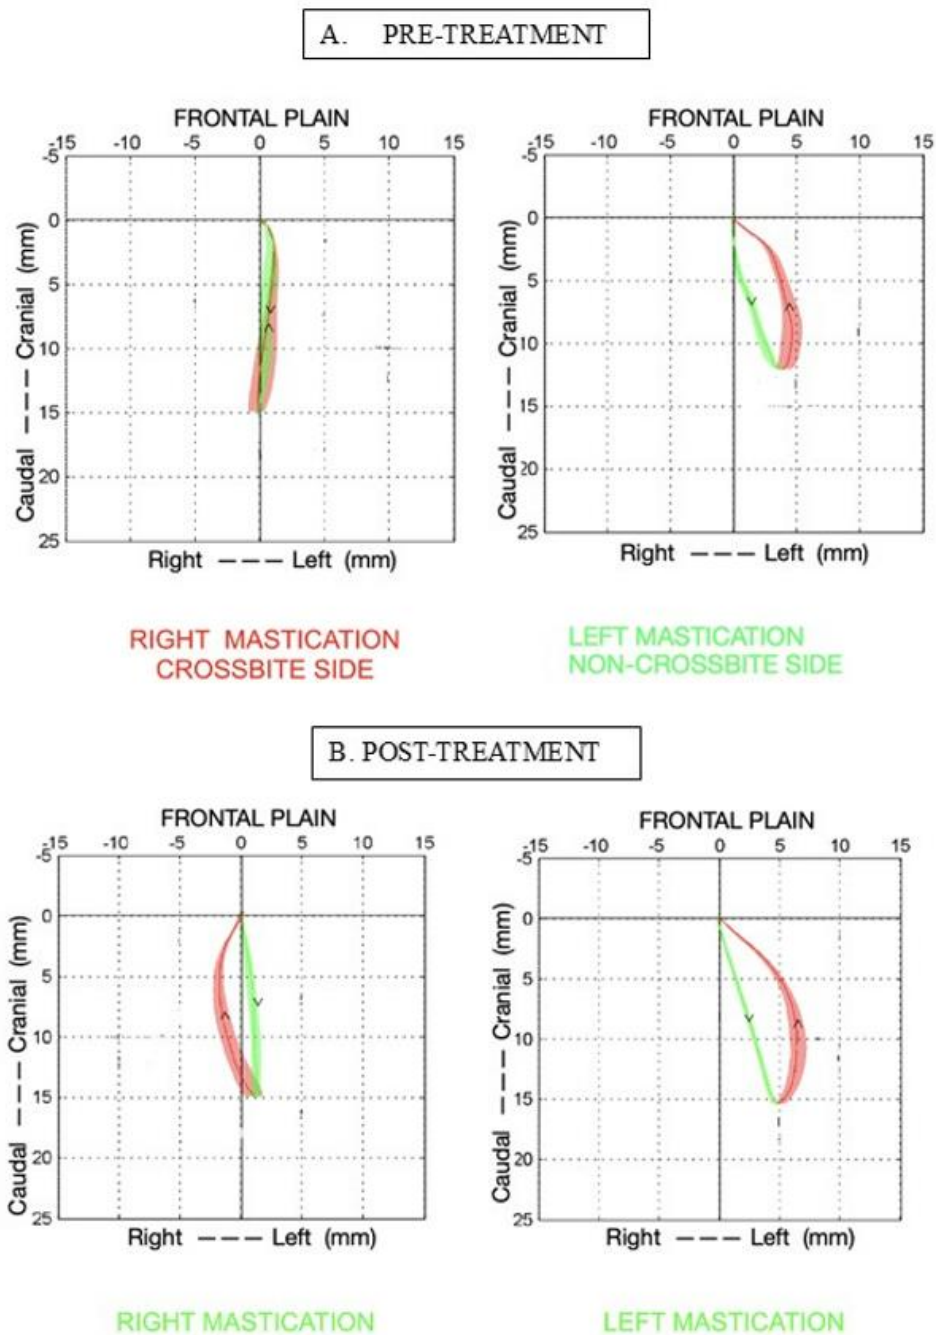 A. PRE-TREATMENT
FRONTAL PLAIN
-15 -10 -5 0 5 10 15
-5
0
5
10
15
20
25
Caudal --- Cranial (mm)
Right --- Left (mm)
FRONTAL PLAIN
-15 -10 -5 0 5 10 15
-5
0
5
10
15
20
25
Caudal --- Cranial (mm)
Right --- Left (mm)
RIGHT MASTICATION
CROSSBITE SIDE
LEFT MASTICATION
NON-CROSSBITE SIDE
B. POST-TREATMENT
FRONTAL PLAIN
-15 -10 -5 0 5 10 15
-5
0
5
10
15
20
25
Caudal --- Cranial (mm)
Right --- Left (mm)
FRONTAL PLAIN
-15 -10 -5 0 5 10 15
-5
0
5
10
15
20
25
Caudal --- Cranial (mm)
Right --- Left (mm)
RIGHT MASTICATION
LEFT MASTICATION